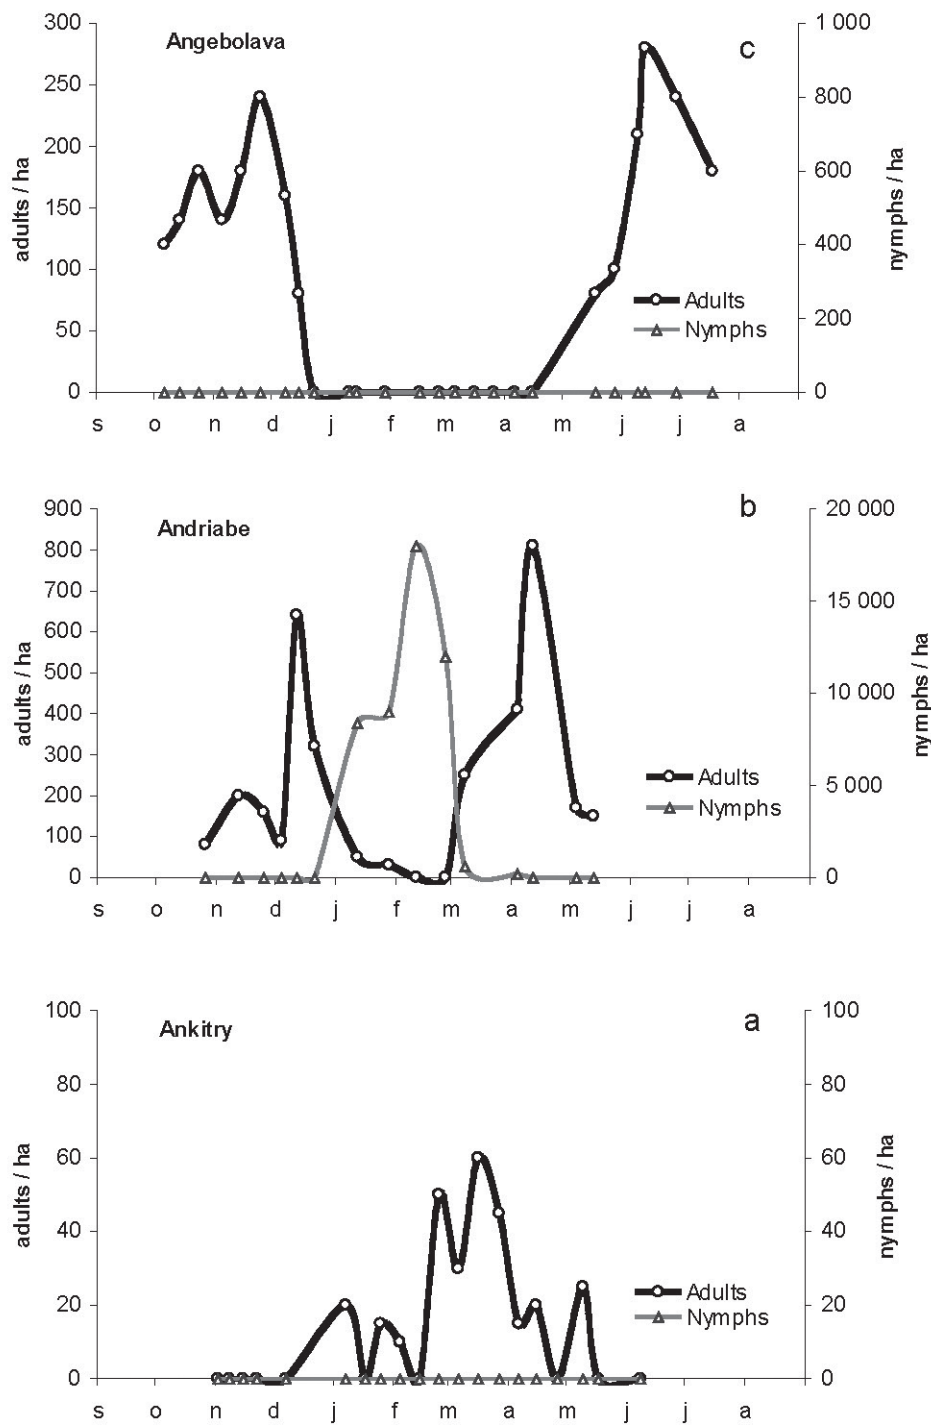 Angebolava
c
300
250
200
150
100
50
0
adults / ha
1 000
800
600
400
200
0
nymphs / ha
Adults
Nymphs
s o n d j f m a m j j a
Andriabe
b
900
800
700
600
500
400
300
200
100
0
adults / ha
20 000
15 000
10 000
5 000
0
nymphs / ha
Adults
Nymphs
s o n d j f m a m j j a
Ankitry
a
100
80
60
40
20
0
adults / ha
100
80
60
40
20
0
nymphs / ha
Adults
Nymphs
s o n d j f m a m j j a